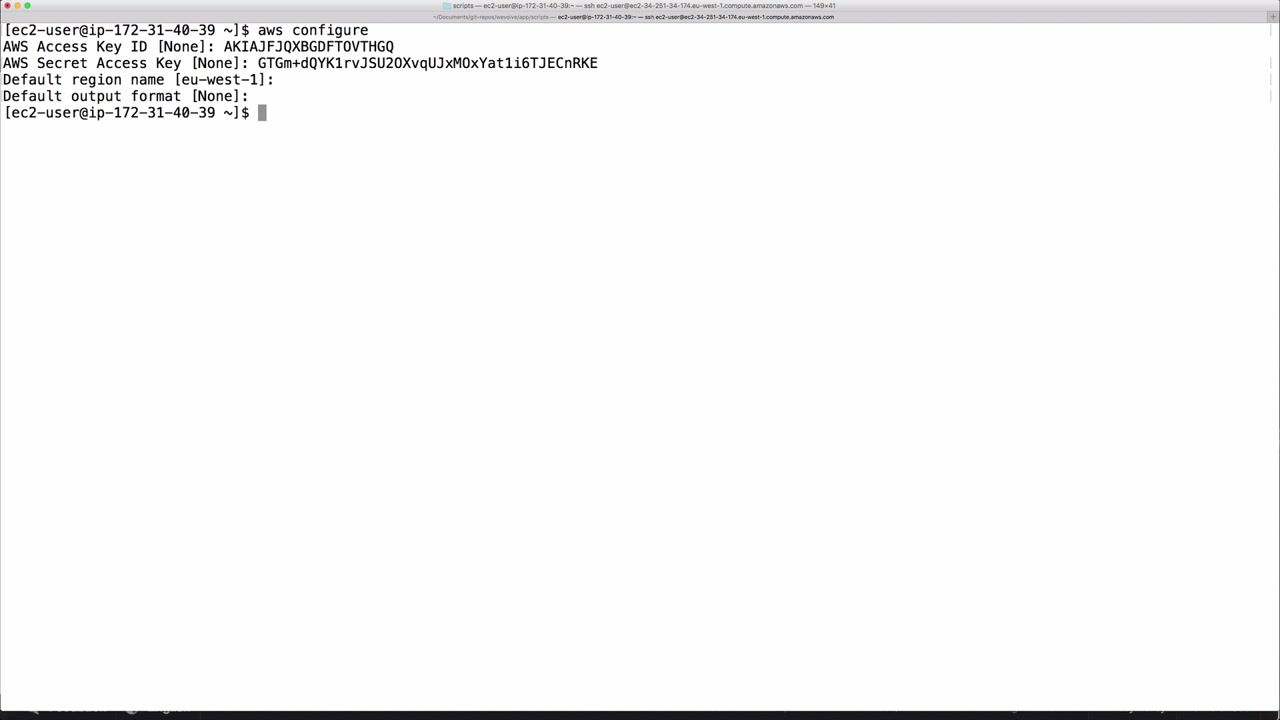 scripts — ec2-user@ip-172-31-40-39:~ — ssh ec2-user@ec2-34-251-34-174.eu-west-1.compute.amazonaws.com — 149×41
~/Documents/git-repos/wevolve/app/scripts — ec2-user@ip-172-31-40-39:~ — ssh ec2-user@ec2-34-251-34-174.eu-west-1.compute.amazonaws.com +
[ec2-user@ip-172-31-40-39 ~]$ aws configure
AWS Access Key ID [None]: AKIAJFJQXBGDFTOVTHGQ
AWS Secret Access Key [None]: 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
Default region name [eu-west-1]:
Default output format [None]:
[ec2-user@ip-172-31-40-39 ~]$